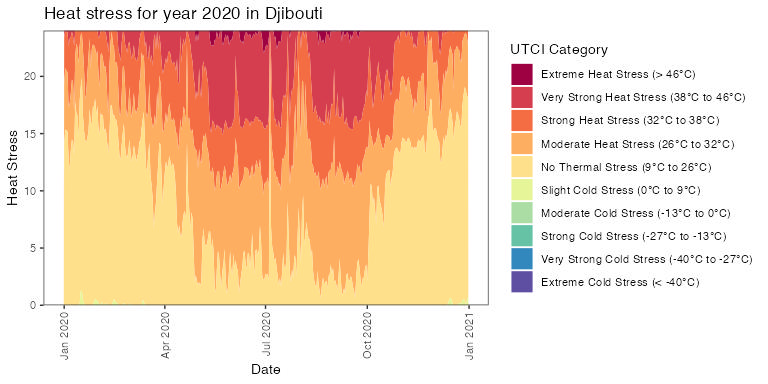 Heat stress for year 2020 in Djibouti
Heat Stress
20
15
10
5
0
Jan 2020
Apr 2020
Jul 2020
Oct 2020
Jan 2021
Date
UTCI Category
Extreme Heat Stress (> 46°C)
Very Strong Heat Stress (38°C to 46°C)
Strong Heat Stress (32°C to 38°C)
Moderate Heat Stress (26°C to 32°C)
No Thermal Stress (9°C to 26°C)
Slight Cold Stress (0°C to 9°C)
Moderate Cold Stress (-13°C to 0°C)
Strong Cold Stress (-27°C to -13°C)
Very Strong Cold Stress (-40°C to -27°C)
Extreme Cold Stress (< -40°C)